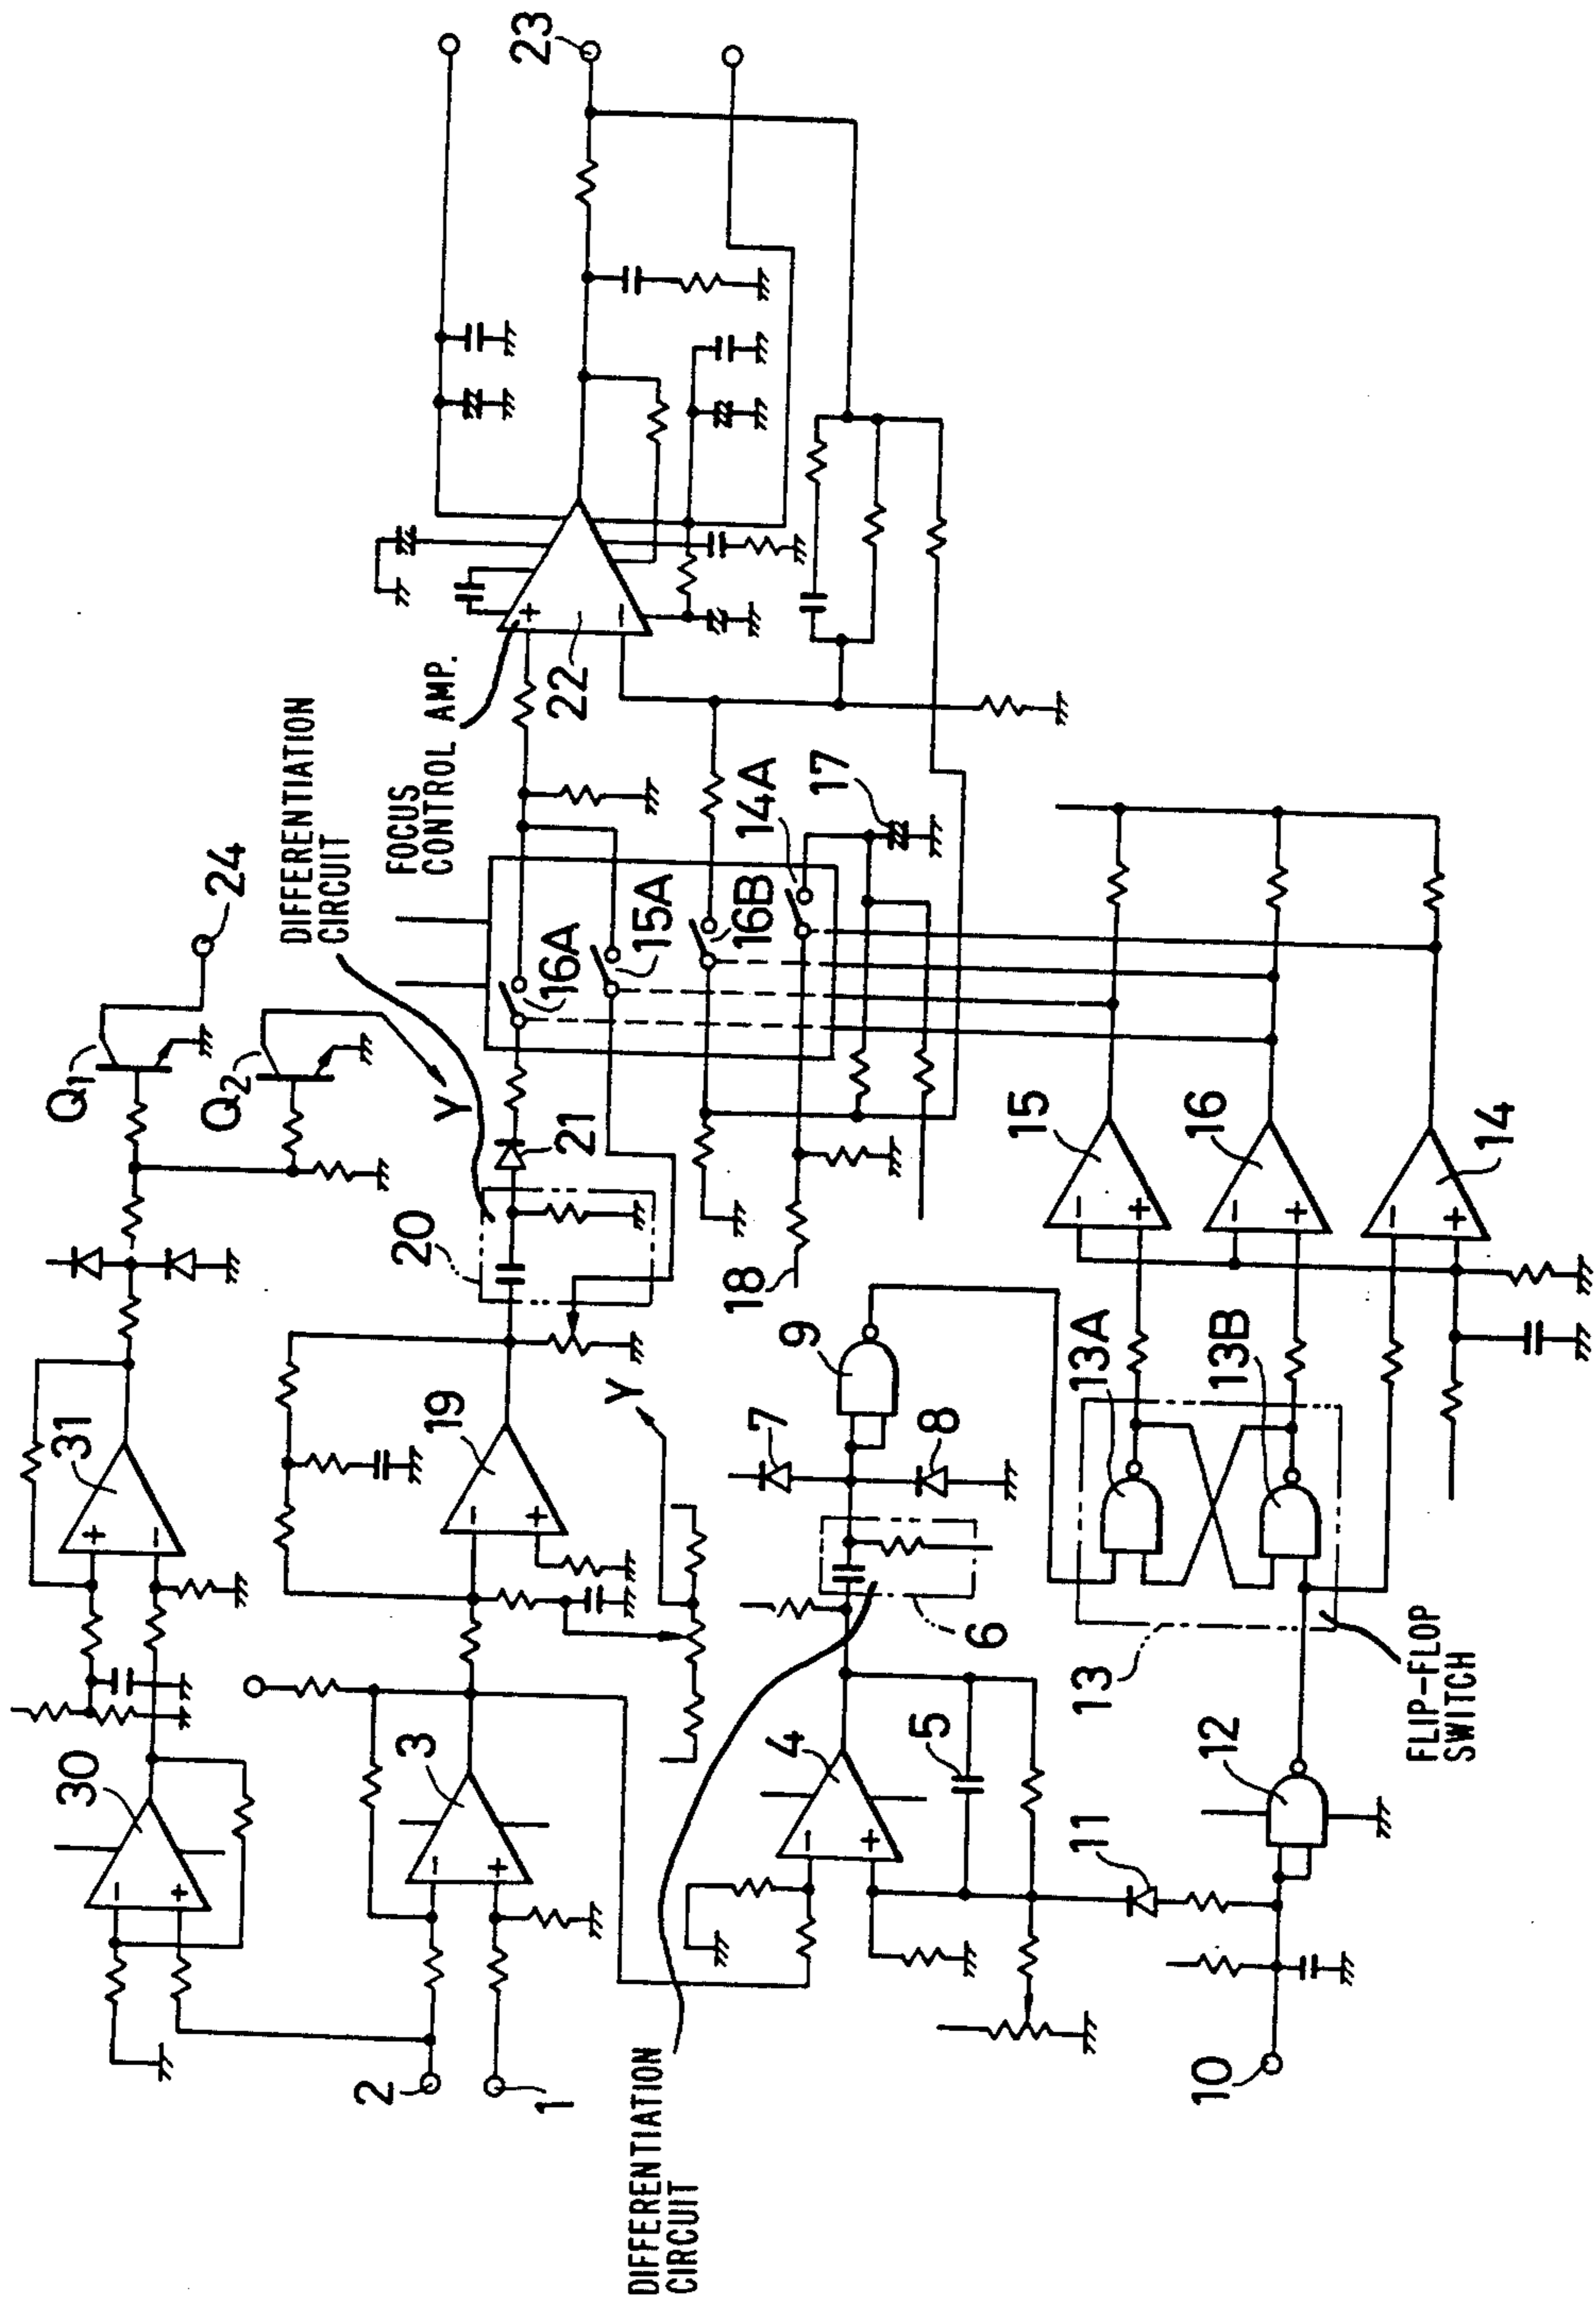 23
24
DIFFERENTIATION
CIRCUIT
FOCUS
CONTROL AMP.
22
17
14A
16B
15A
16A
Q1
Q2
Y
21
20
18
15
16
14
9
13A
13B
31
19
Y
7
8
6
13
FLIP-FLOP
SWITCH
30
3
4
5
12
11
2
1
10
DIFFERENTIATION
CIRCUIT
+
−
−
+
−
+
−
+
+
−
−
+
−
+
−
+
−
+